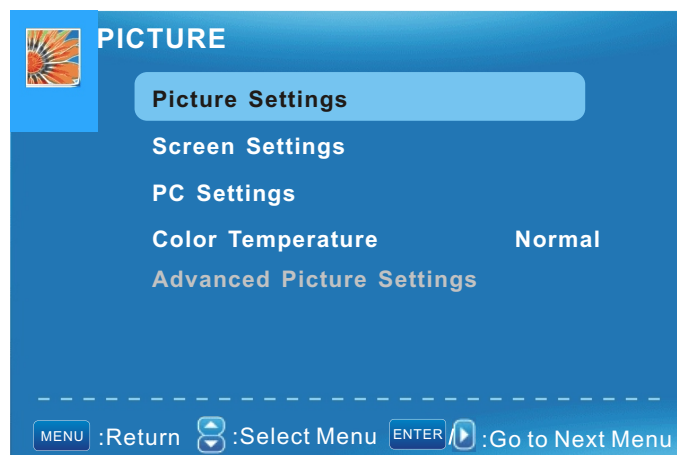 PICTURE
Picture Settings
Screen Settings
PC Settings
Color Temperature Normal
Advanced Picture Settings
MENU :Return :Select Menu ENTER / :Go to Next Menu